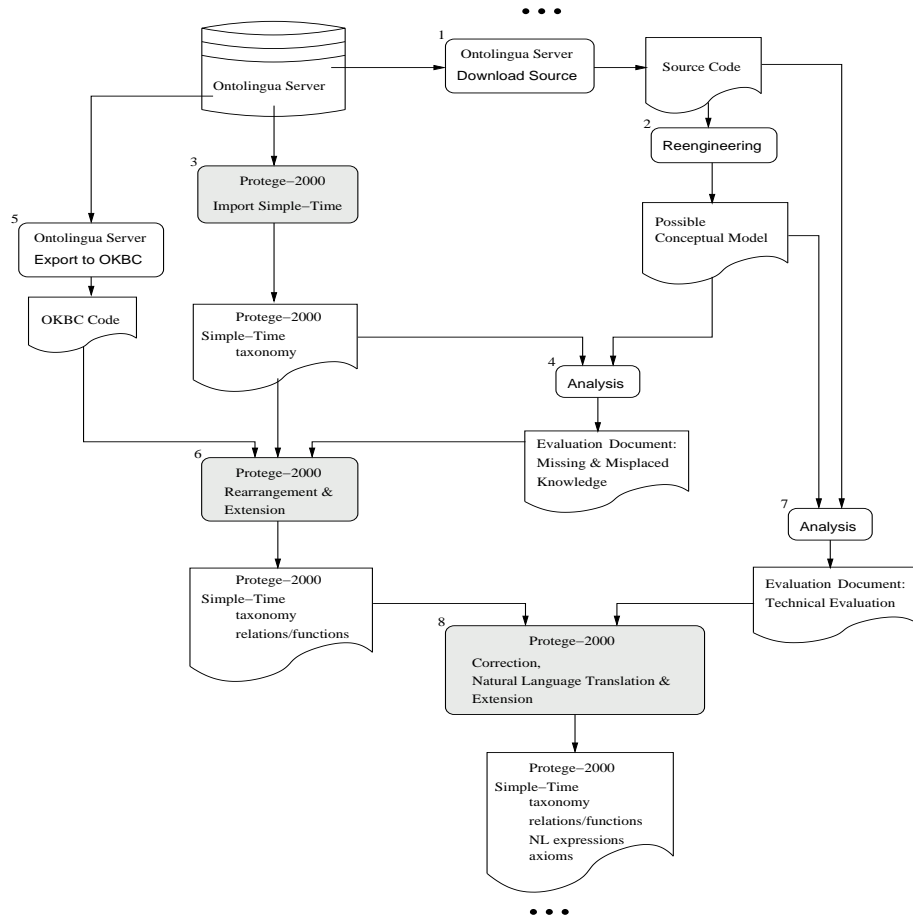 • • •
1
Ontolingua Server
Download Source
Source Code
Ontolingua Server
2
Reengineering
3
Protege−2000
Import Simple−Time
5
Ontolingua Server
Export to OKBC
Possible
Conceptual Model
OKBC Code
Protege−2000
Simple−Time
taxonomy
4
Analysis
Evaluation Document:
Missing & Misplaced
Knowledge
6
Protege−2000
Rearrangement &
Extension
7
Analysis
Protege−2000
Simple−Time
taxonomy
relations/functions
Evaluation Document:
Technical Evaluation
8
Protege−2000
Correction,
Natural Language Translation &
Extension
Protege−2000
Simple−Time
taxonomy
relations/functions
NL expressions
axioms
• • •